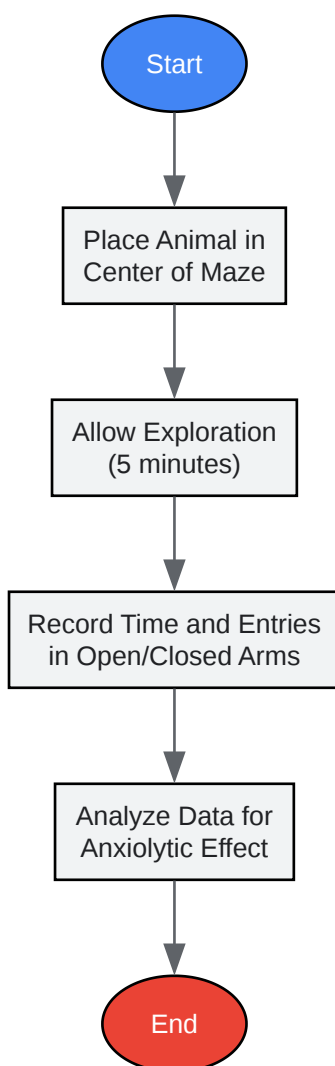 Start
Place Animal in
Center of Maze
Allow Exploration
(5 minutes)
Record Time and Entries
in Open/Closed Arms
Analyze Data for
Anxiolytic Effect
End